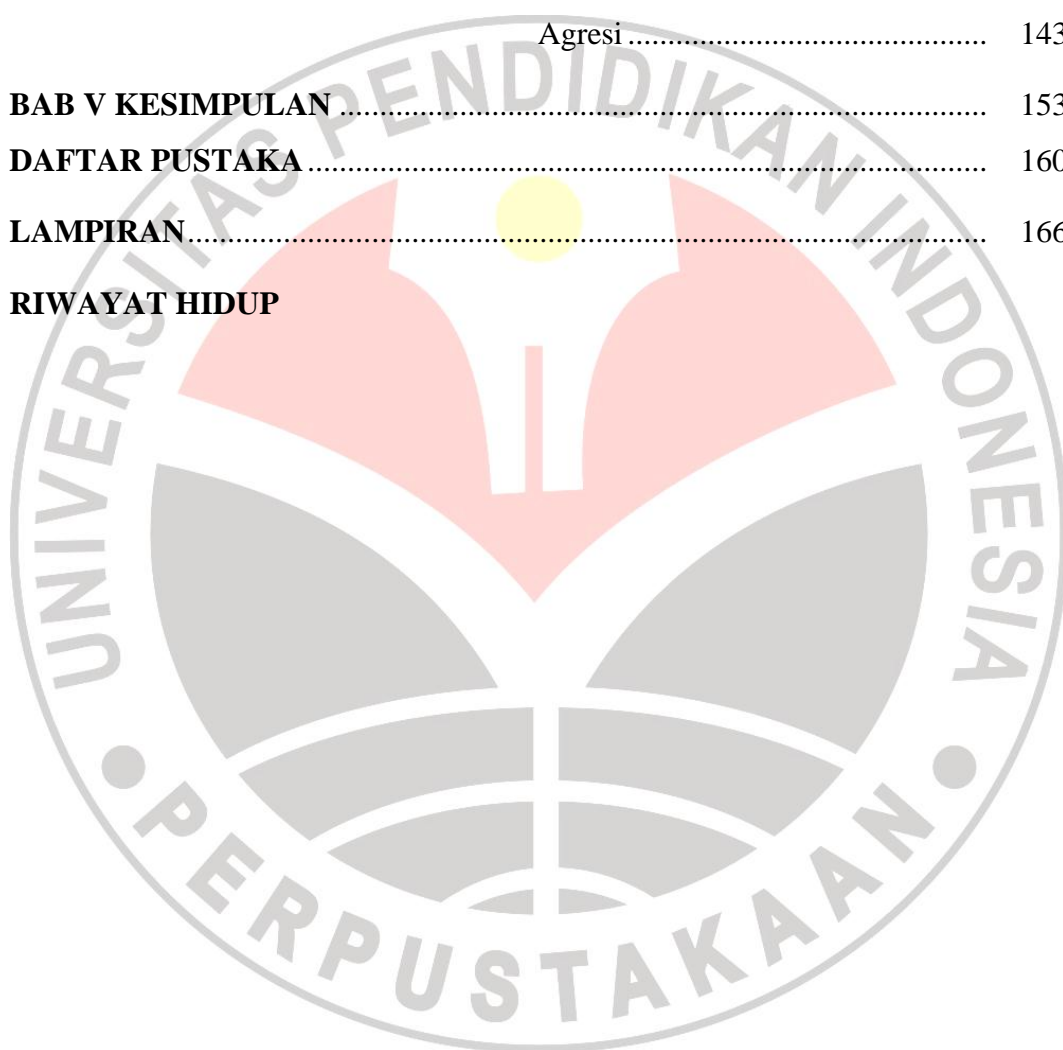 Agresi ...................................... 143
BAB V KESIMPULAN .................................................................... 153
DAFTAR PUSTAKA ....................................................................... 160
LAMPIRAN .................................................................................... 166
RIWAYAT HIDUP
UNIVERSITAS PENDIDIKAN INDONESIA
PERPUSTAKAAN